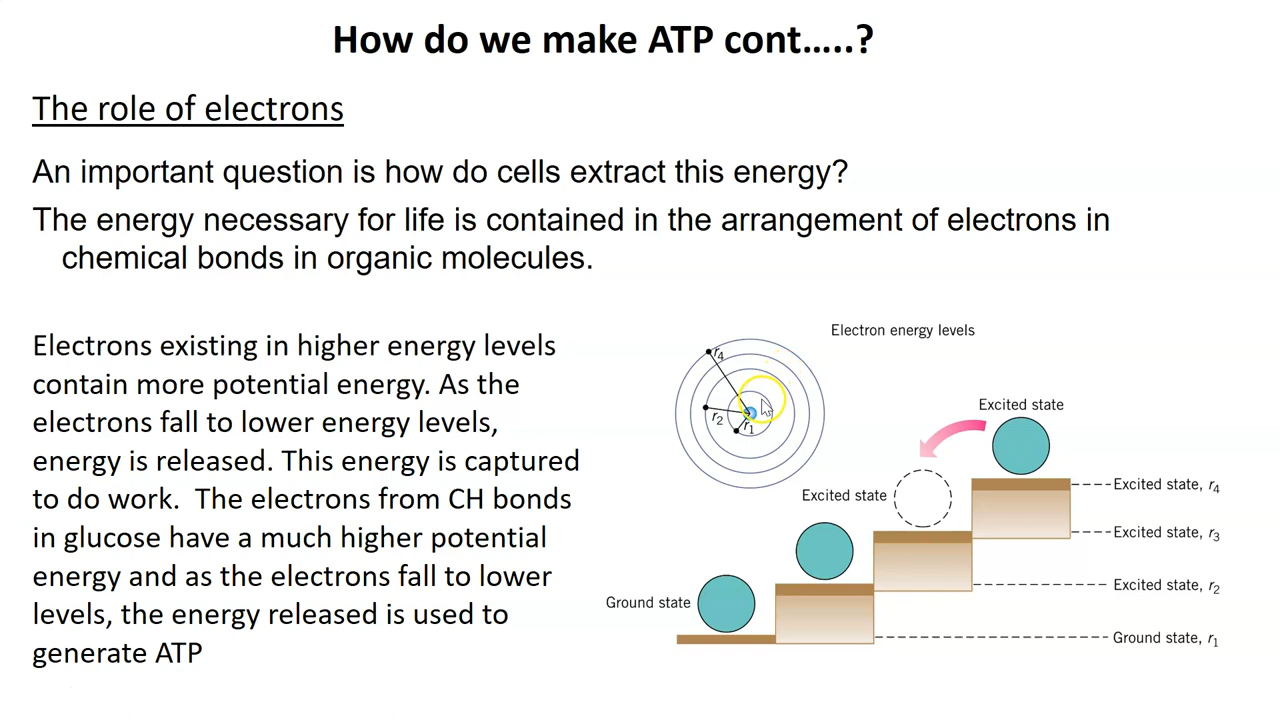 How do we make ATP cont…..?
The role of electrons
An important question is how do cells extract this energy?
The energy necessary for life is contained in the arrangement of electrons in
chemical bonds in organic molecules.
Electrons existing in higher energy levels
contain more potential energy. As the
electrons fall to lower energy levels,
energy is released. This energy is captured
to do work.  The electrons from CH bonds
in glucose have a much higher potential
energy and as the electrons fall to lower
levels, the energy released is used to
generate ATP
Electron energy levels
r4
r2
r1
Excited state
Excited state
Ground state
Excited state, r4
Excited state, r3
Excited state, r2
Ground state, r1